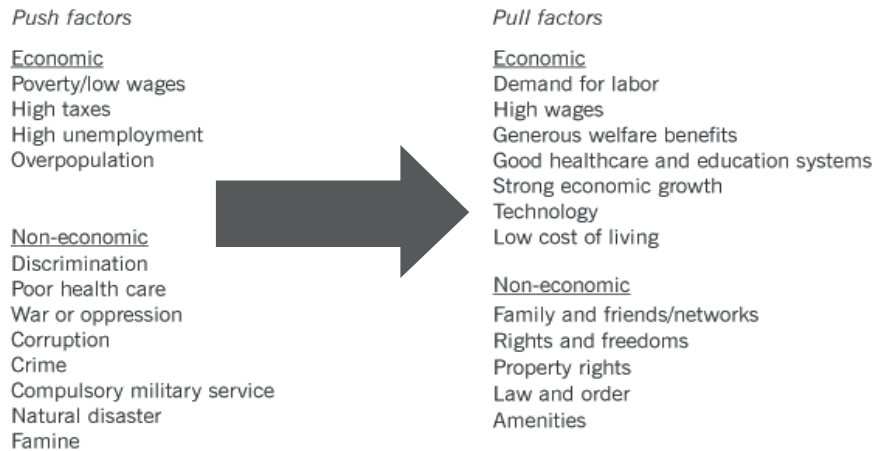 Push factors
Economic
Poverty/low wages
High taxes
High unemployment
Overpopulation
Non-economic
Discrimination
Poor health care
War or oppression
Corruption
Crime
Compulsory military service
Natural disaster
Famine
Pull factors
Economic
Demand for labor
High wages
Generous welfare benefits
Good healthcare and education systems
Strong economic growth
Technology
Low cost of living
Non-economic
Family and friends/networks
Rights and freedoms
Property rights
Law and order
Amenities